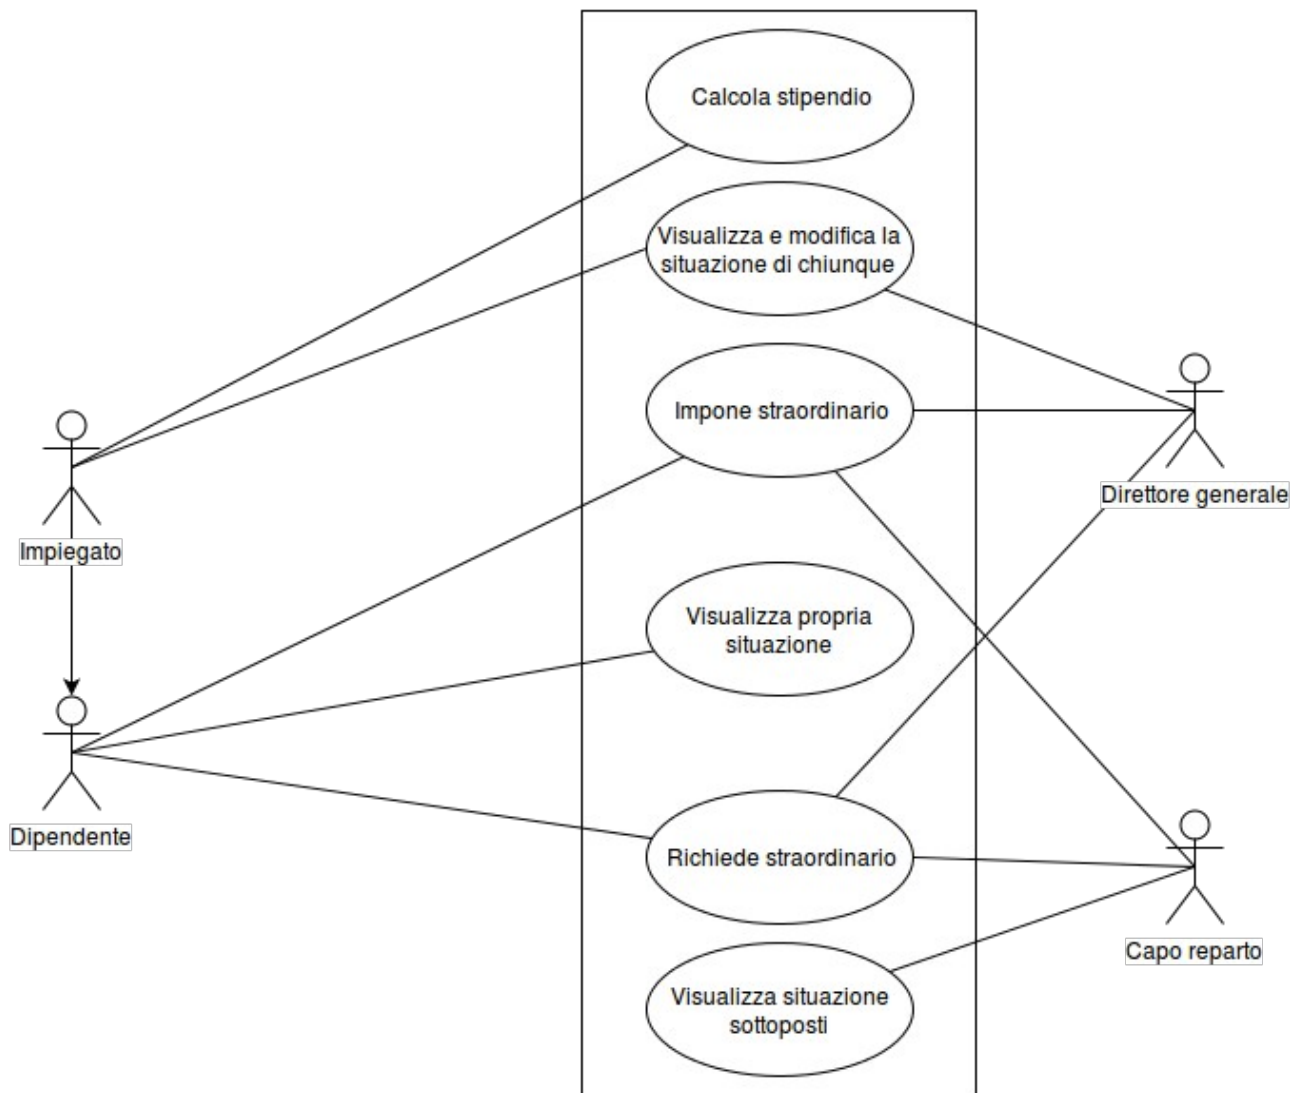 Calcola stipendio
Visualizza e modifica la
situazione di chiunque
Impone straordinario
Direttore generale
Impiegato
Visualizza propria
situazione
Dipendente
Richiede straordinario
Capo reparto
Visualizza situazione
sottoposti